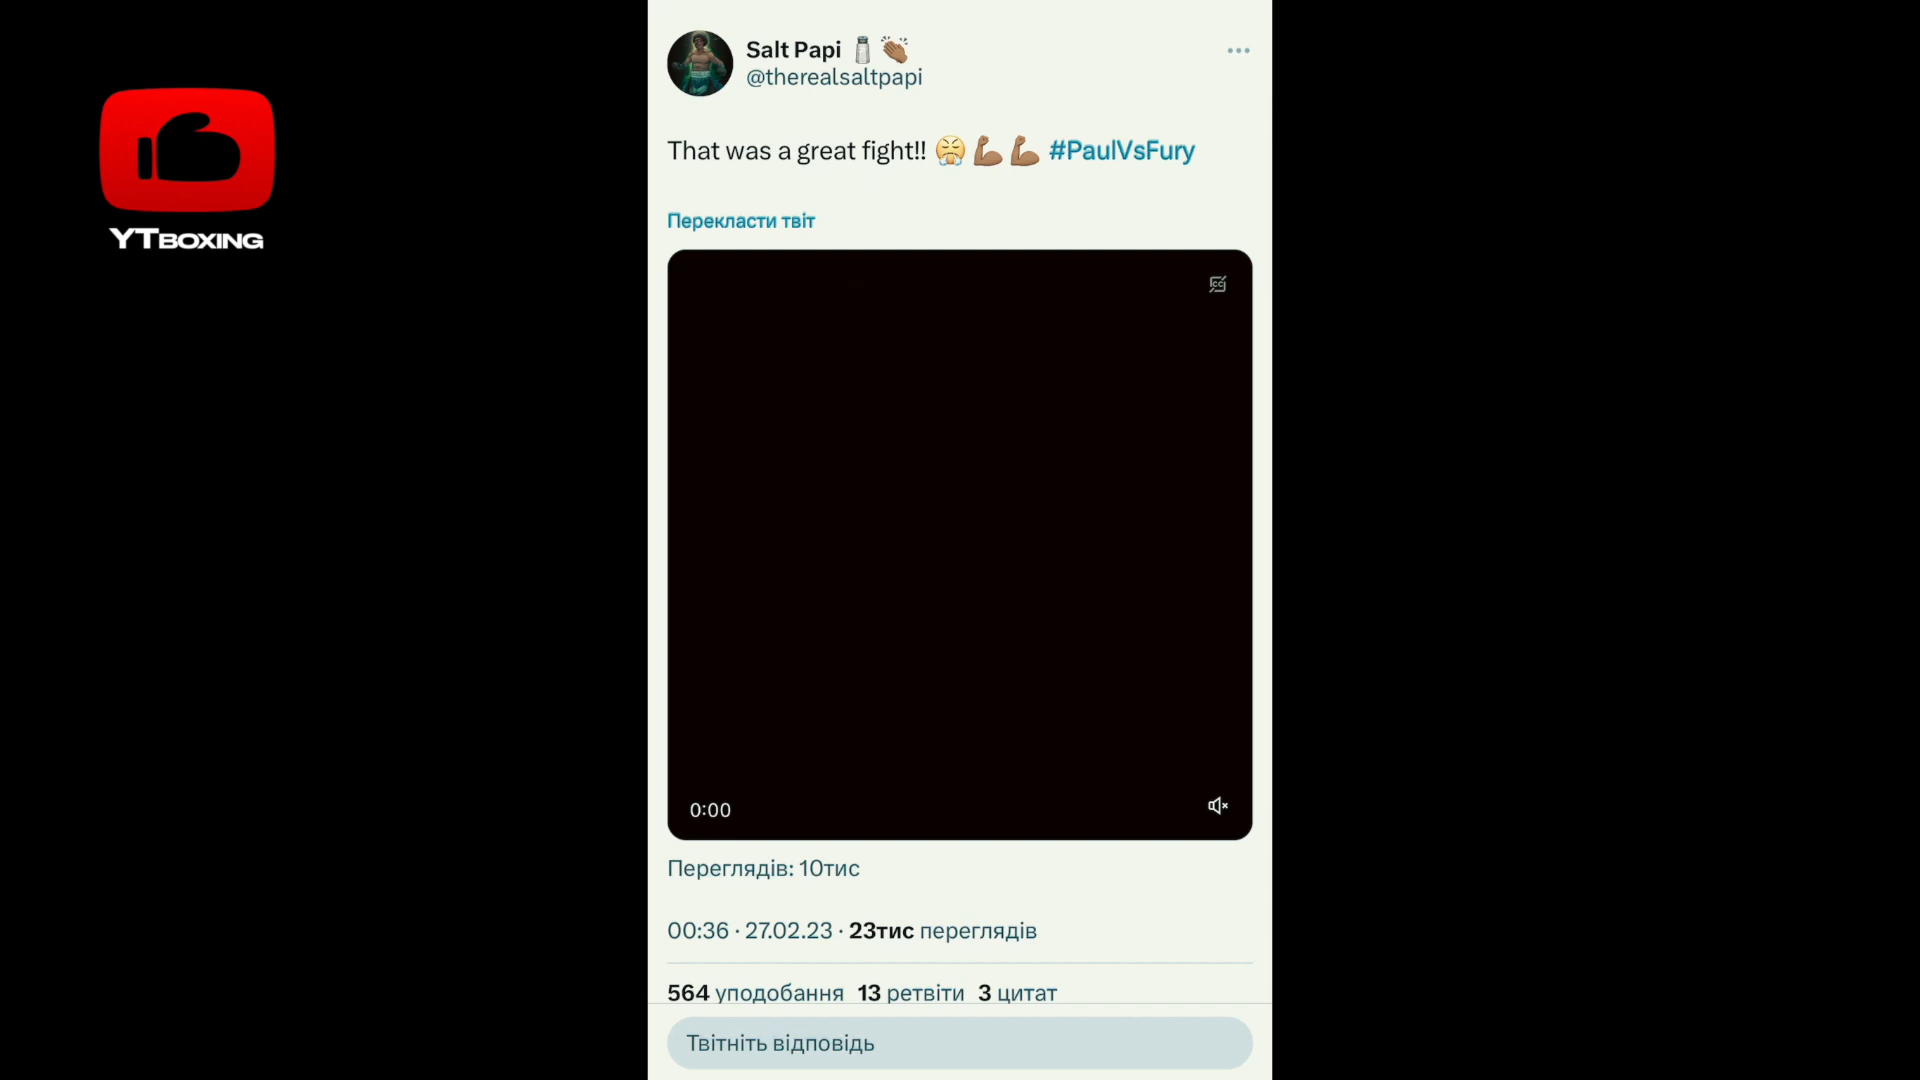 YTBOXING
Salt Papi 🧂 👏🏽
@therealsaltpapi
That was a great fight!! 😤 💪🏽 💪🏽 #PaulVsFury
Перекласти твіт
0:00
Переглядів: 10тис
00:36 · 27.02.23 · 23тис переглядів
564 уподобання 13 ретвіти 3 цитат
Твітніть відповідь